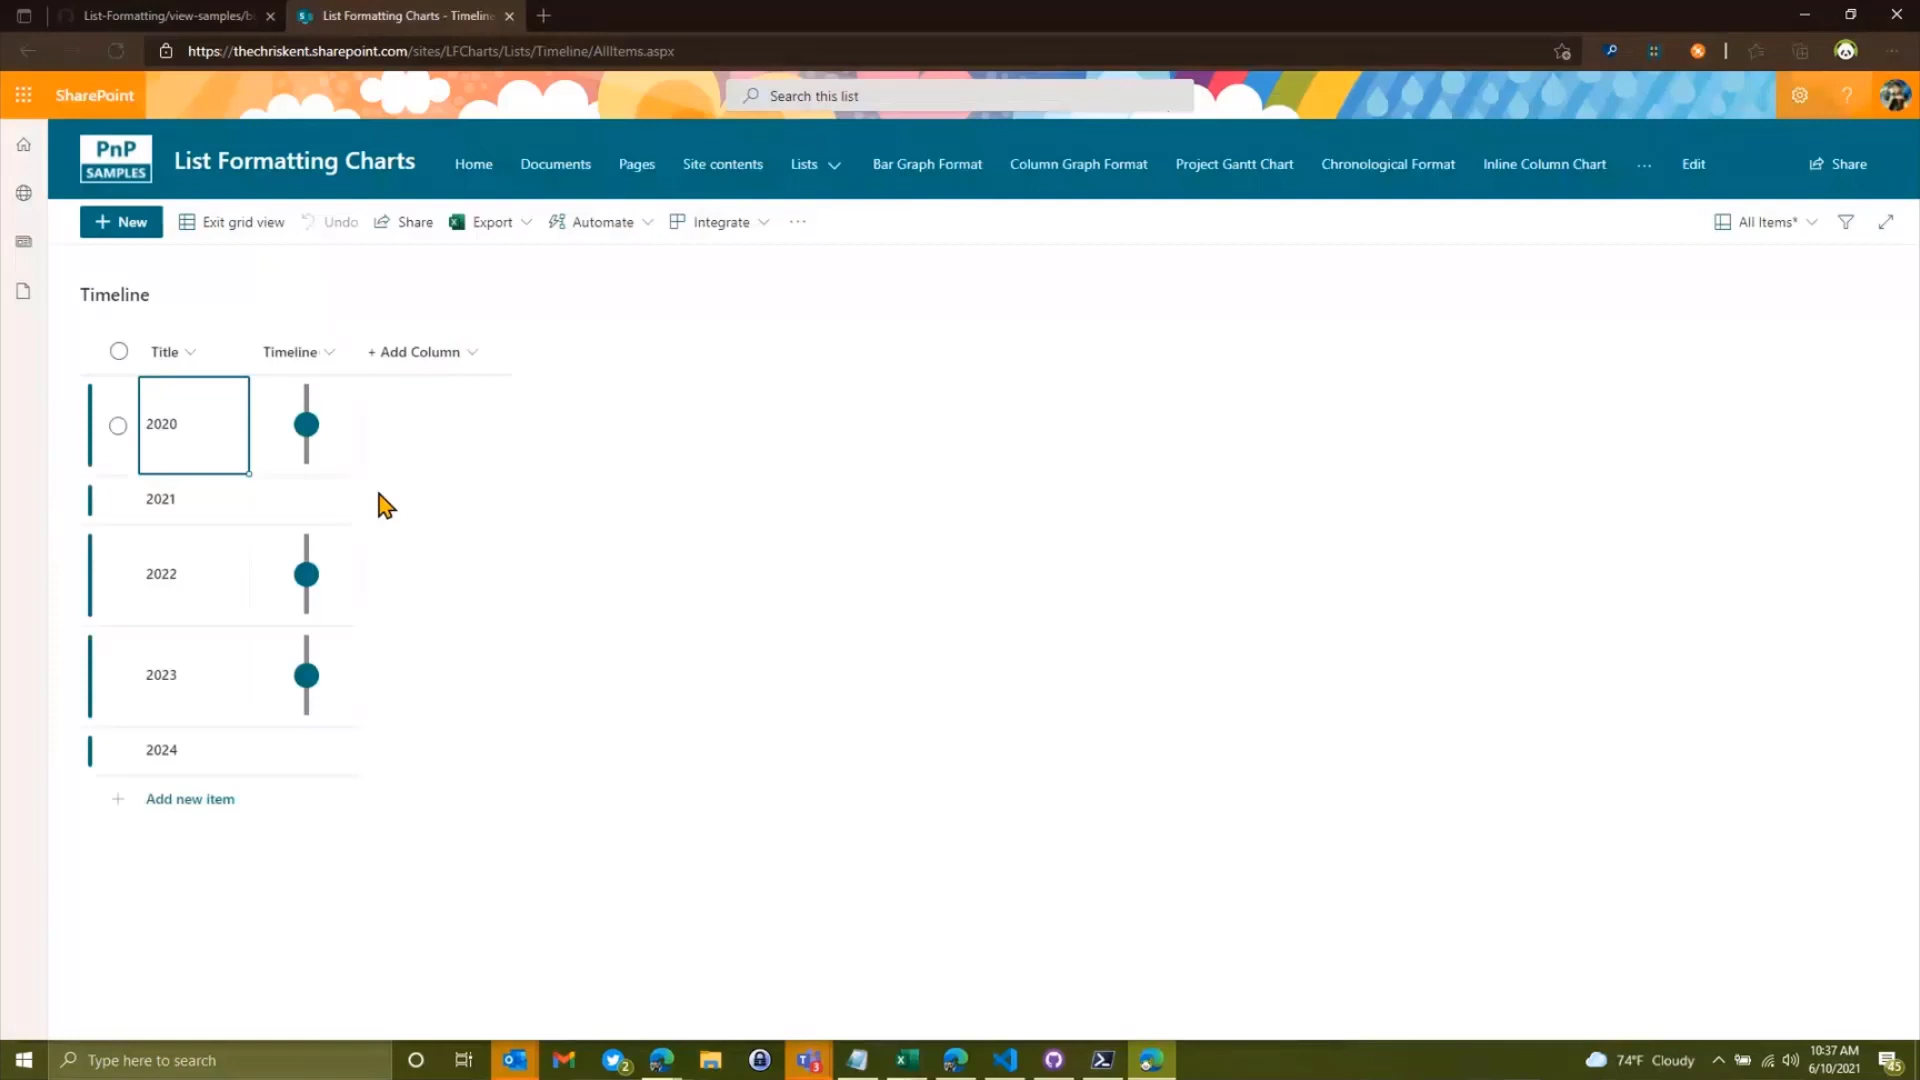 List-Formatting/view-samples/b
List Formatting Charts - Timeline
https://thechriskent.sharepoint.com/sites/LFCharts/Lists/Timeline/AllItems.aspx
SharePoint
Search this list
PnP
SAMPLES
List Formatting Charts
Home
Documents
Pages
Site contents
Lists
Bar Graph Format
Column Graph Format
Project Gantt Chart
Chronological Format
Inline Column Chart
Edit
Share
New
Exit grid view
Undo
Share
Export
Automate
Integrate
All Items*
Timeline
Title
Timeline
+ Add Column
2020
2021
2022
2023
2024
Add new item
Type here to search
2
3
74°F Cloudy
10:37 AM
6/10/2021
45